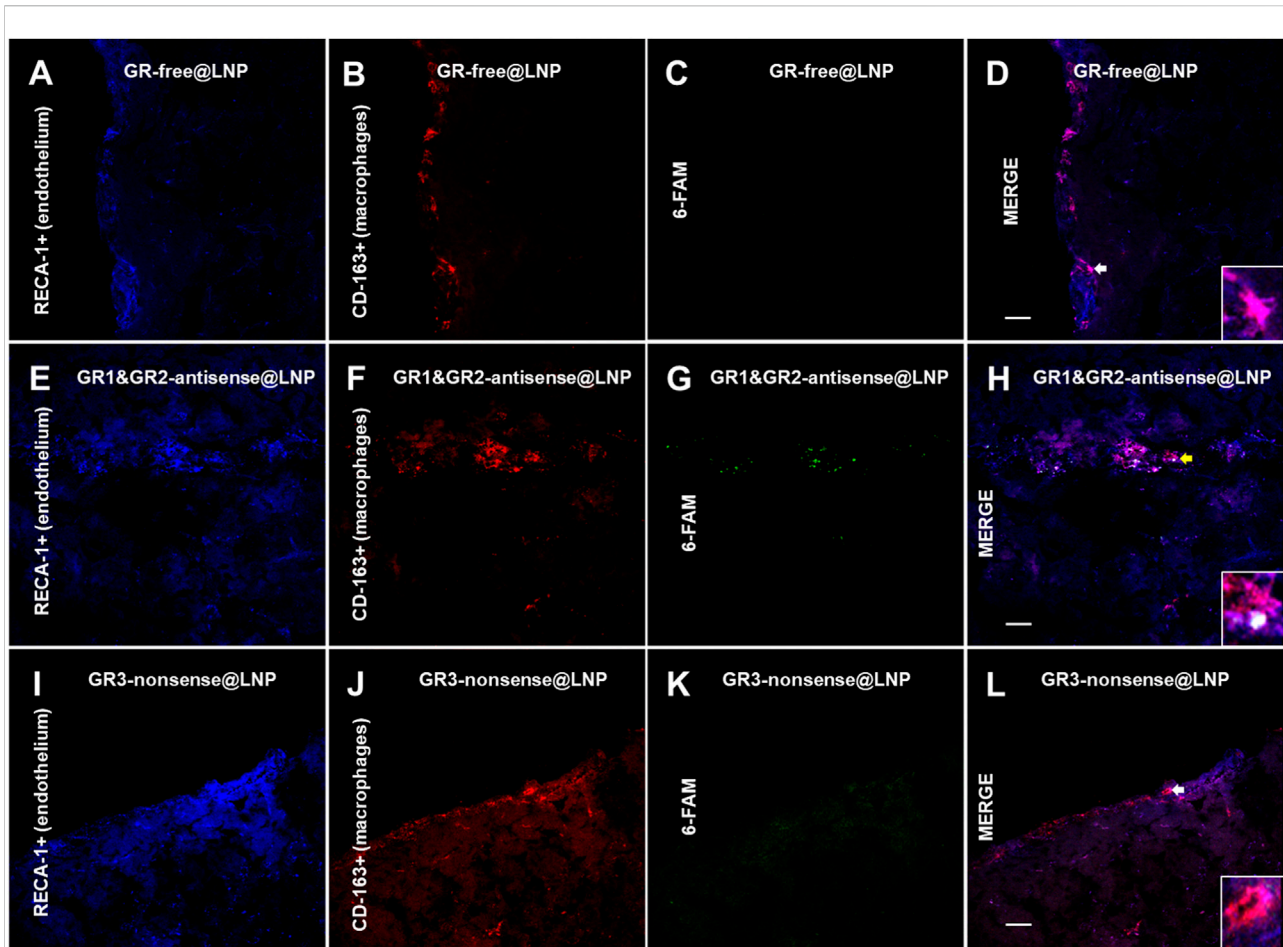 A
GR-free@LNP
RECA-1+ (endothelium)
B
GR-free@LNP
CD-163+ (macrophages)
C
GR-free@LNP
6-FAM
D
GR-free@LNP
MERGE
E
GR1&GR2-antisense@LNP
RECA-1+ (endothelium)
F
GR1&GR2-antisense@LNP
CD-163+ (macrophages)
G
GR1&GR2-antisense@LNP
6-FAM
H
GR1&GR2-antisense@LNP
MERGE
I
GR3-nonsense@LNP
RECA-1+ (endothelium)
J
GR3-nonsense@LNP
CD-163+ (macrophages)
K
GR3-nonsense@LNP
6-FAM
L
GR3-nonsense@LNP
MERGE